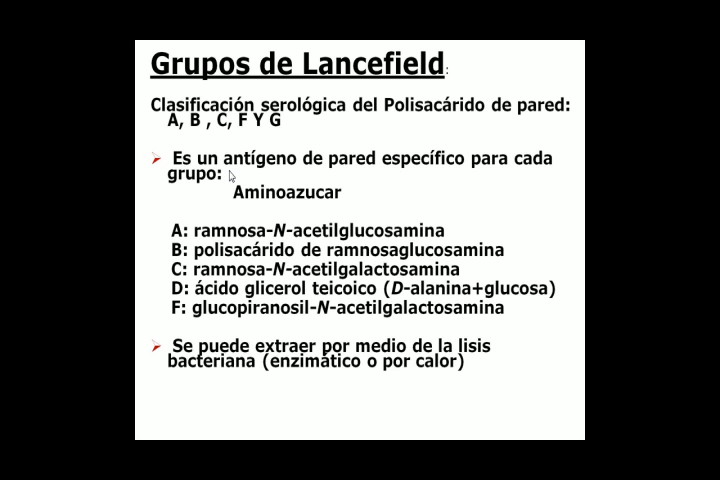 Grupos de Lancefield:
Clasificación serológica del Polisacárido de pared:
A, B , C, F Y G
Es un antígeno de pared específico para cada
grupo:
Aminoazucar
A: ramnosa-N-acetilglucosamina
B: polisacárido de ramnosaglucosamina
C: ramnosa-N-acetilgalactosamina
D: ácido glicerol teicoico (D-alanina+glucosa)
F: glucopiranosil-N-acetilgalactosamina
Se puede extraer por medio de la lisis
bacteriana (enzimático o por calor)